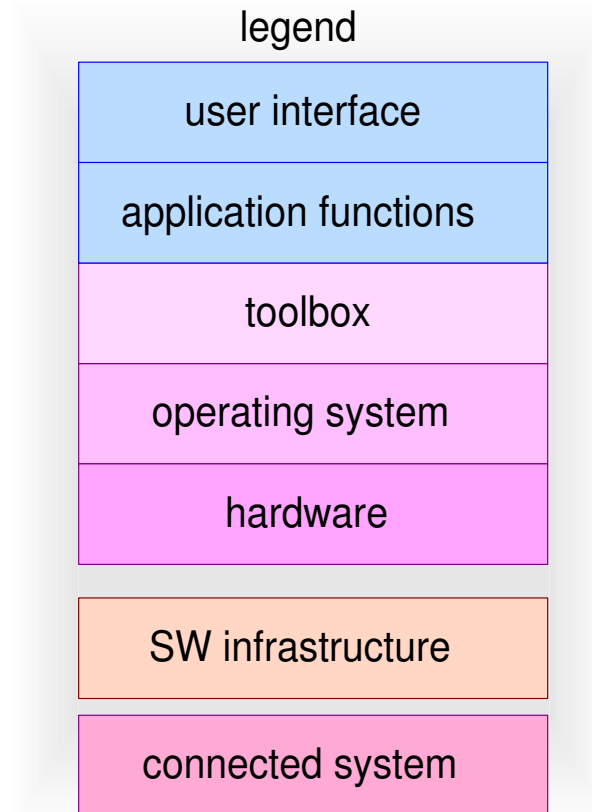 legend
user interface
application functions
toolbox
operating system
hardware
SW infrastructure
connected system